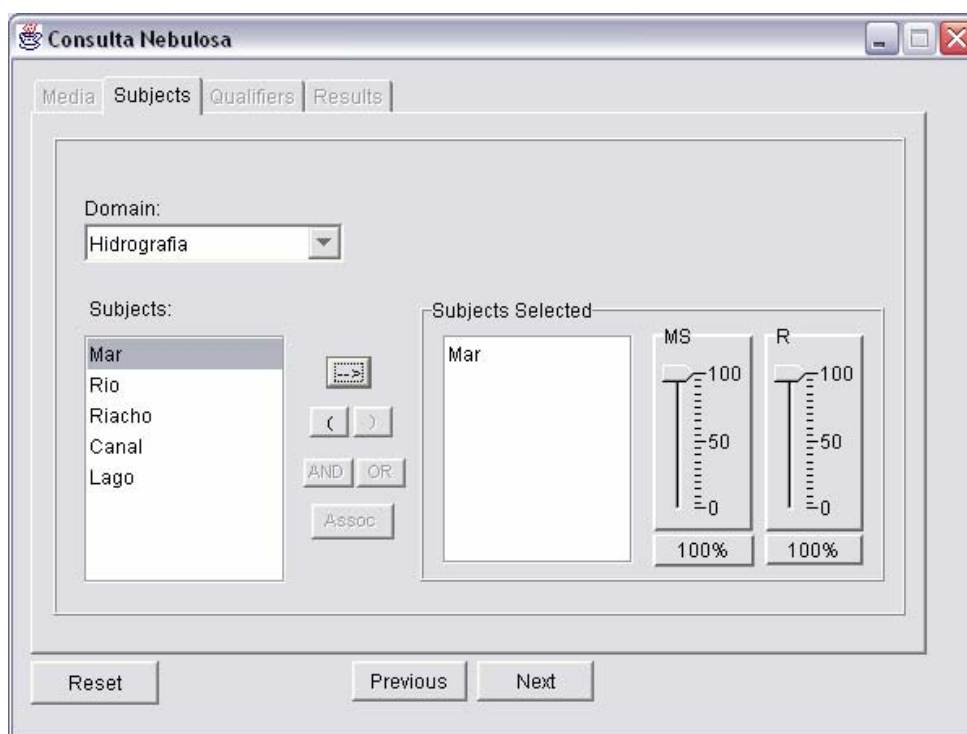 Consulta Nebulosa
Media Subjects Qualifiers Results
Domain:
Hidrografia
Subjects:
Mar
Rio
Riacho
Canal
Lago
-->
( )
AND OR
Assoc
Subjects Selected
Mar
MS
100
50
0
100%
R
100
50
0
100%
Reset Previous Next